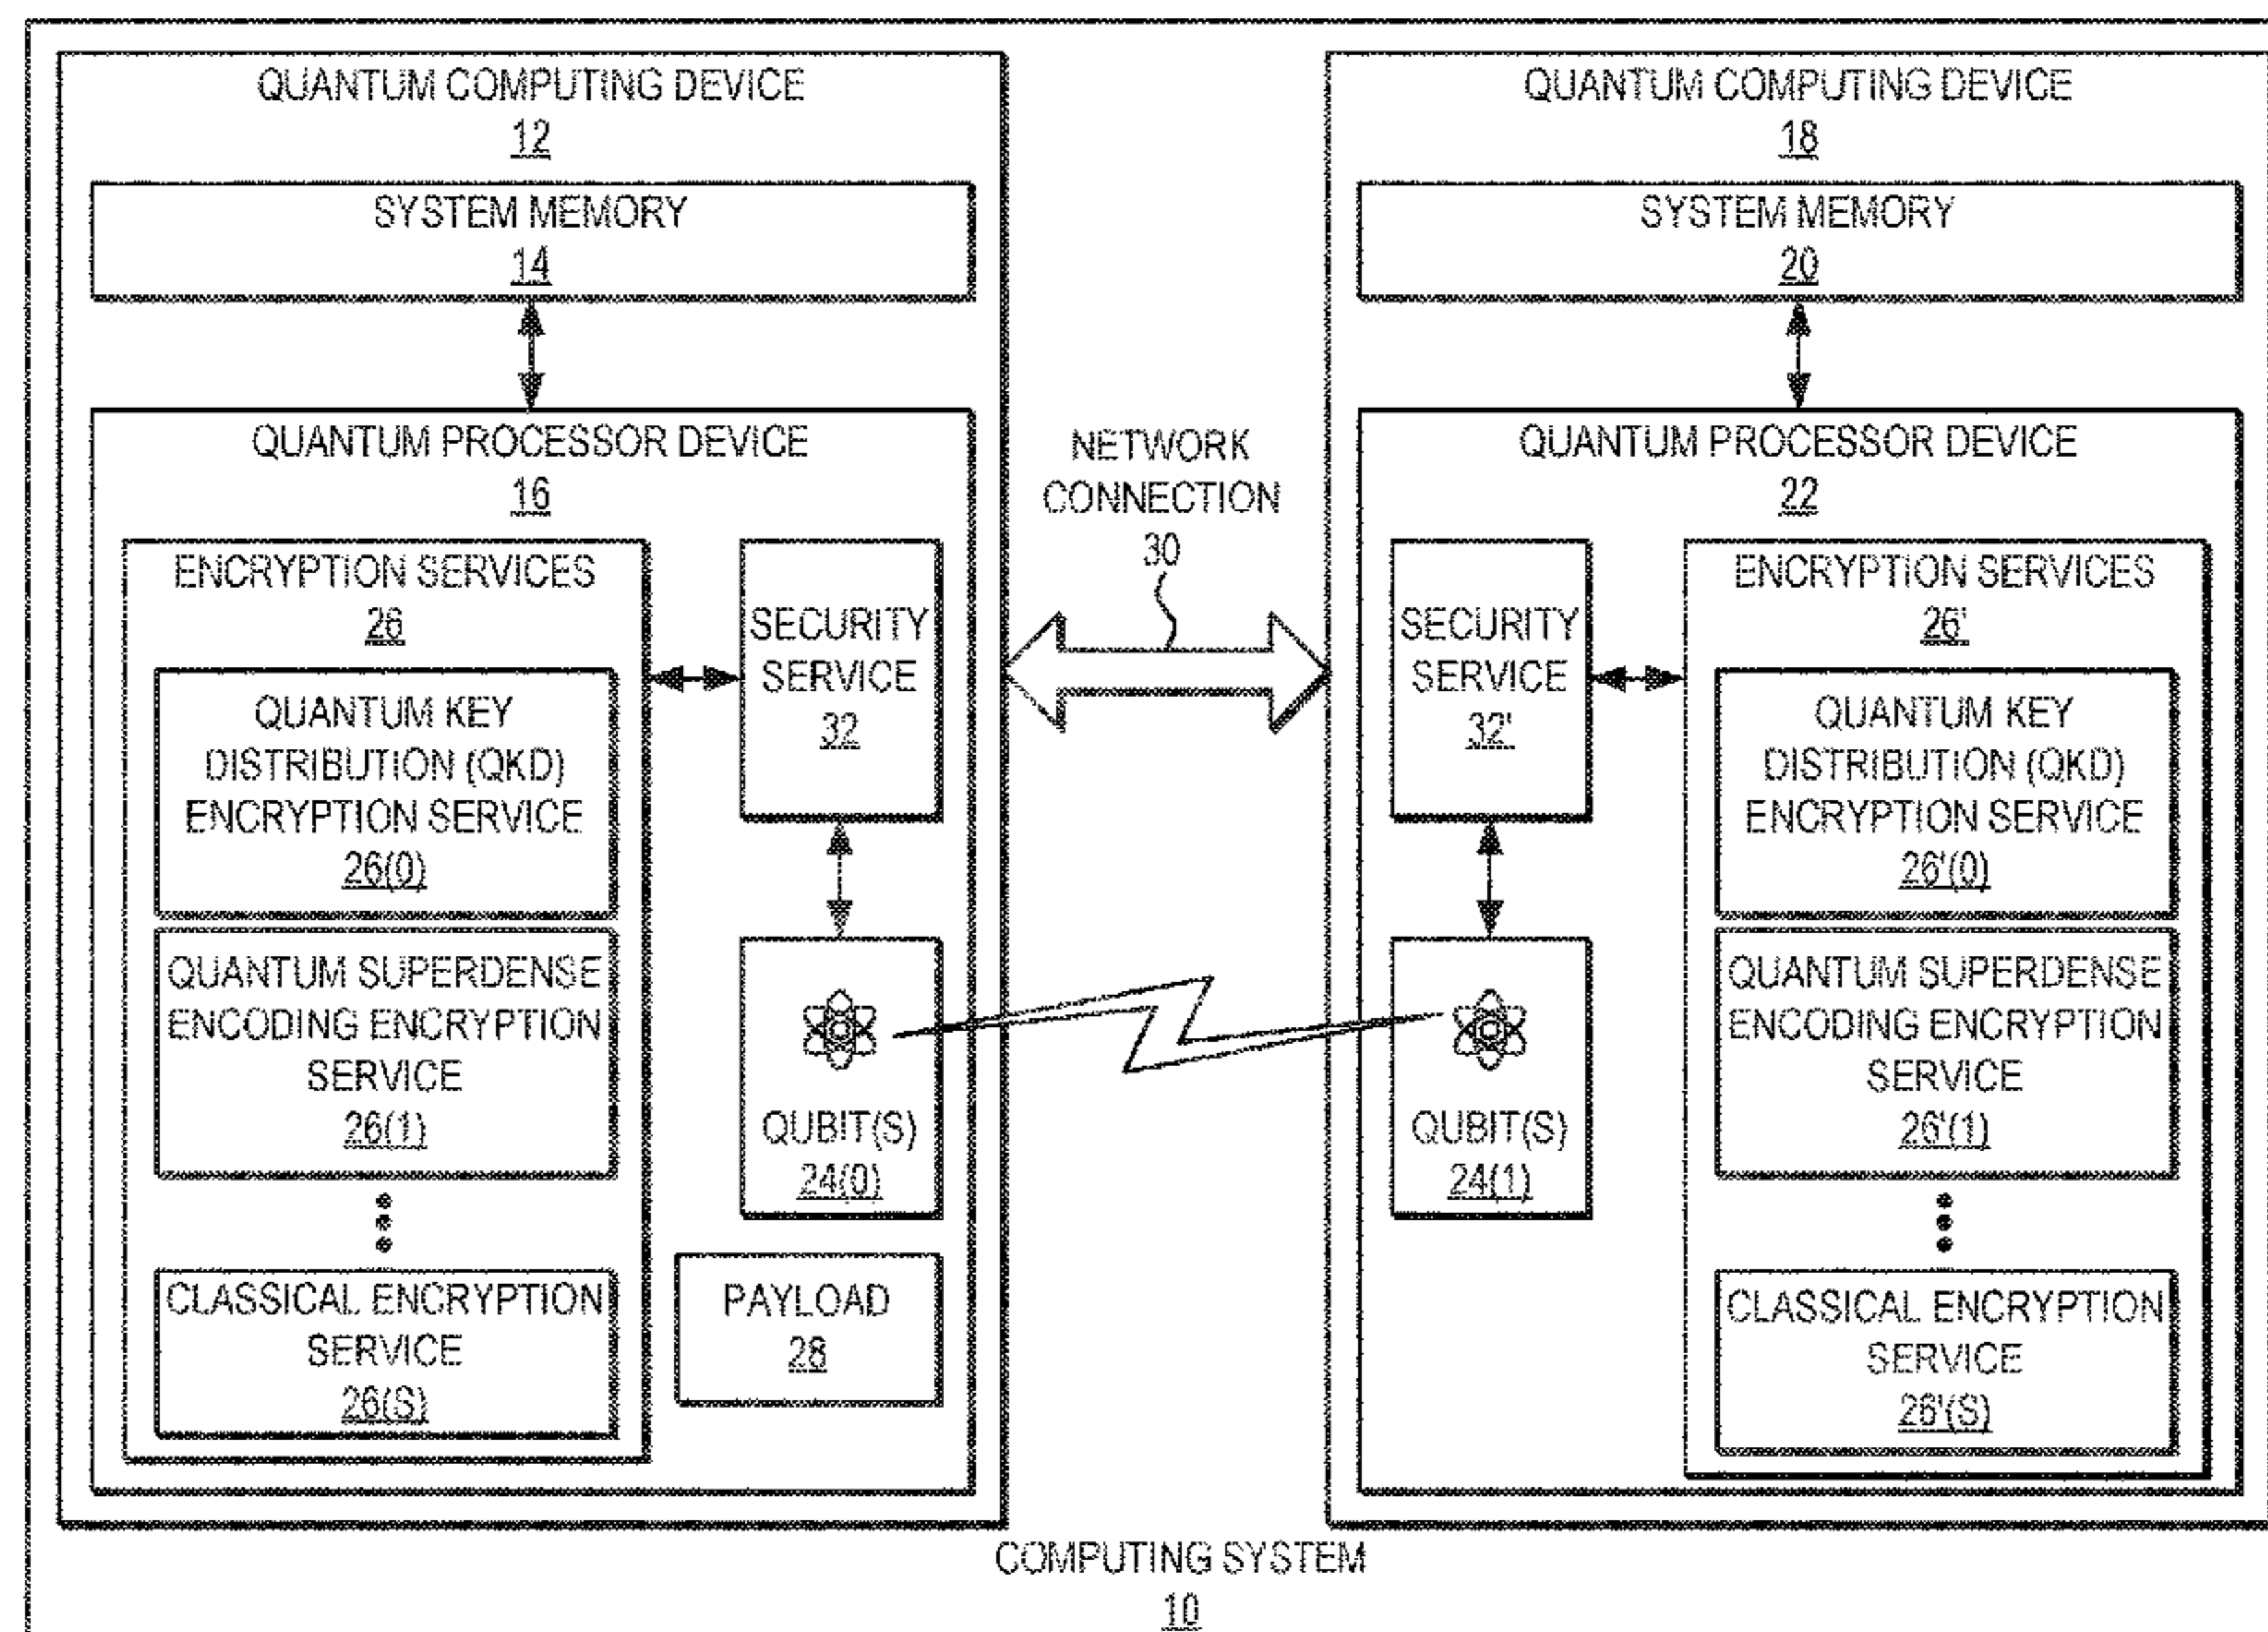 QUANTUM COMPUTING DEVICE
12
SYSTEM MEMORY
14
QUANTUM PROCESSOR DEVICE
16
ENCRYPTION SERVICES
26
QUANTUM KEY
DISTRIBUTION (QKD)
ENCRYPTION SERVICE
26(0)
QUANTUM SUPERDENSE
ENCODING ENCRYPTION
SERVICE
26(1)
CLASSICAL ENCRYPTION
SERVICE
26(S)
SECURITY
SERVICE
32
QUBIT(S)
24(0)
PAYLOAD
28
NETWORK
CONNECTION
30
QUANTUM COMPUTING DEVICE
18
SYSTEM MEMORY
20
QUANTUM PROCESSOR DEVICE
22
SECURITY
SERVICE
32'
QUBIT(S)
24(1)
ENCRYPTION SERVICES
26'
QUANTUM KEY
DISTRIBUTION (QKD)
ENCRYPTION SERVICE
26'(0)
QUANTUM SUPERDENSE
ENCODING ENCRYPTION
SERVICE
26'(1)
CLASSICAL ENCRYPTION
SERVICE
26'(S)
COMPUTING SYSTEM
10